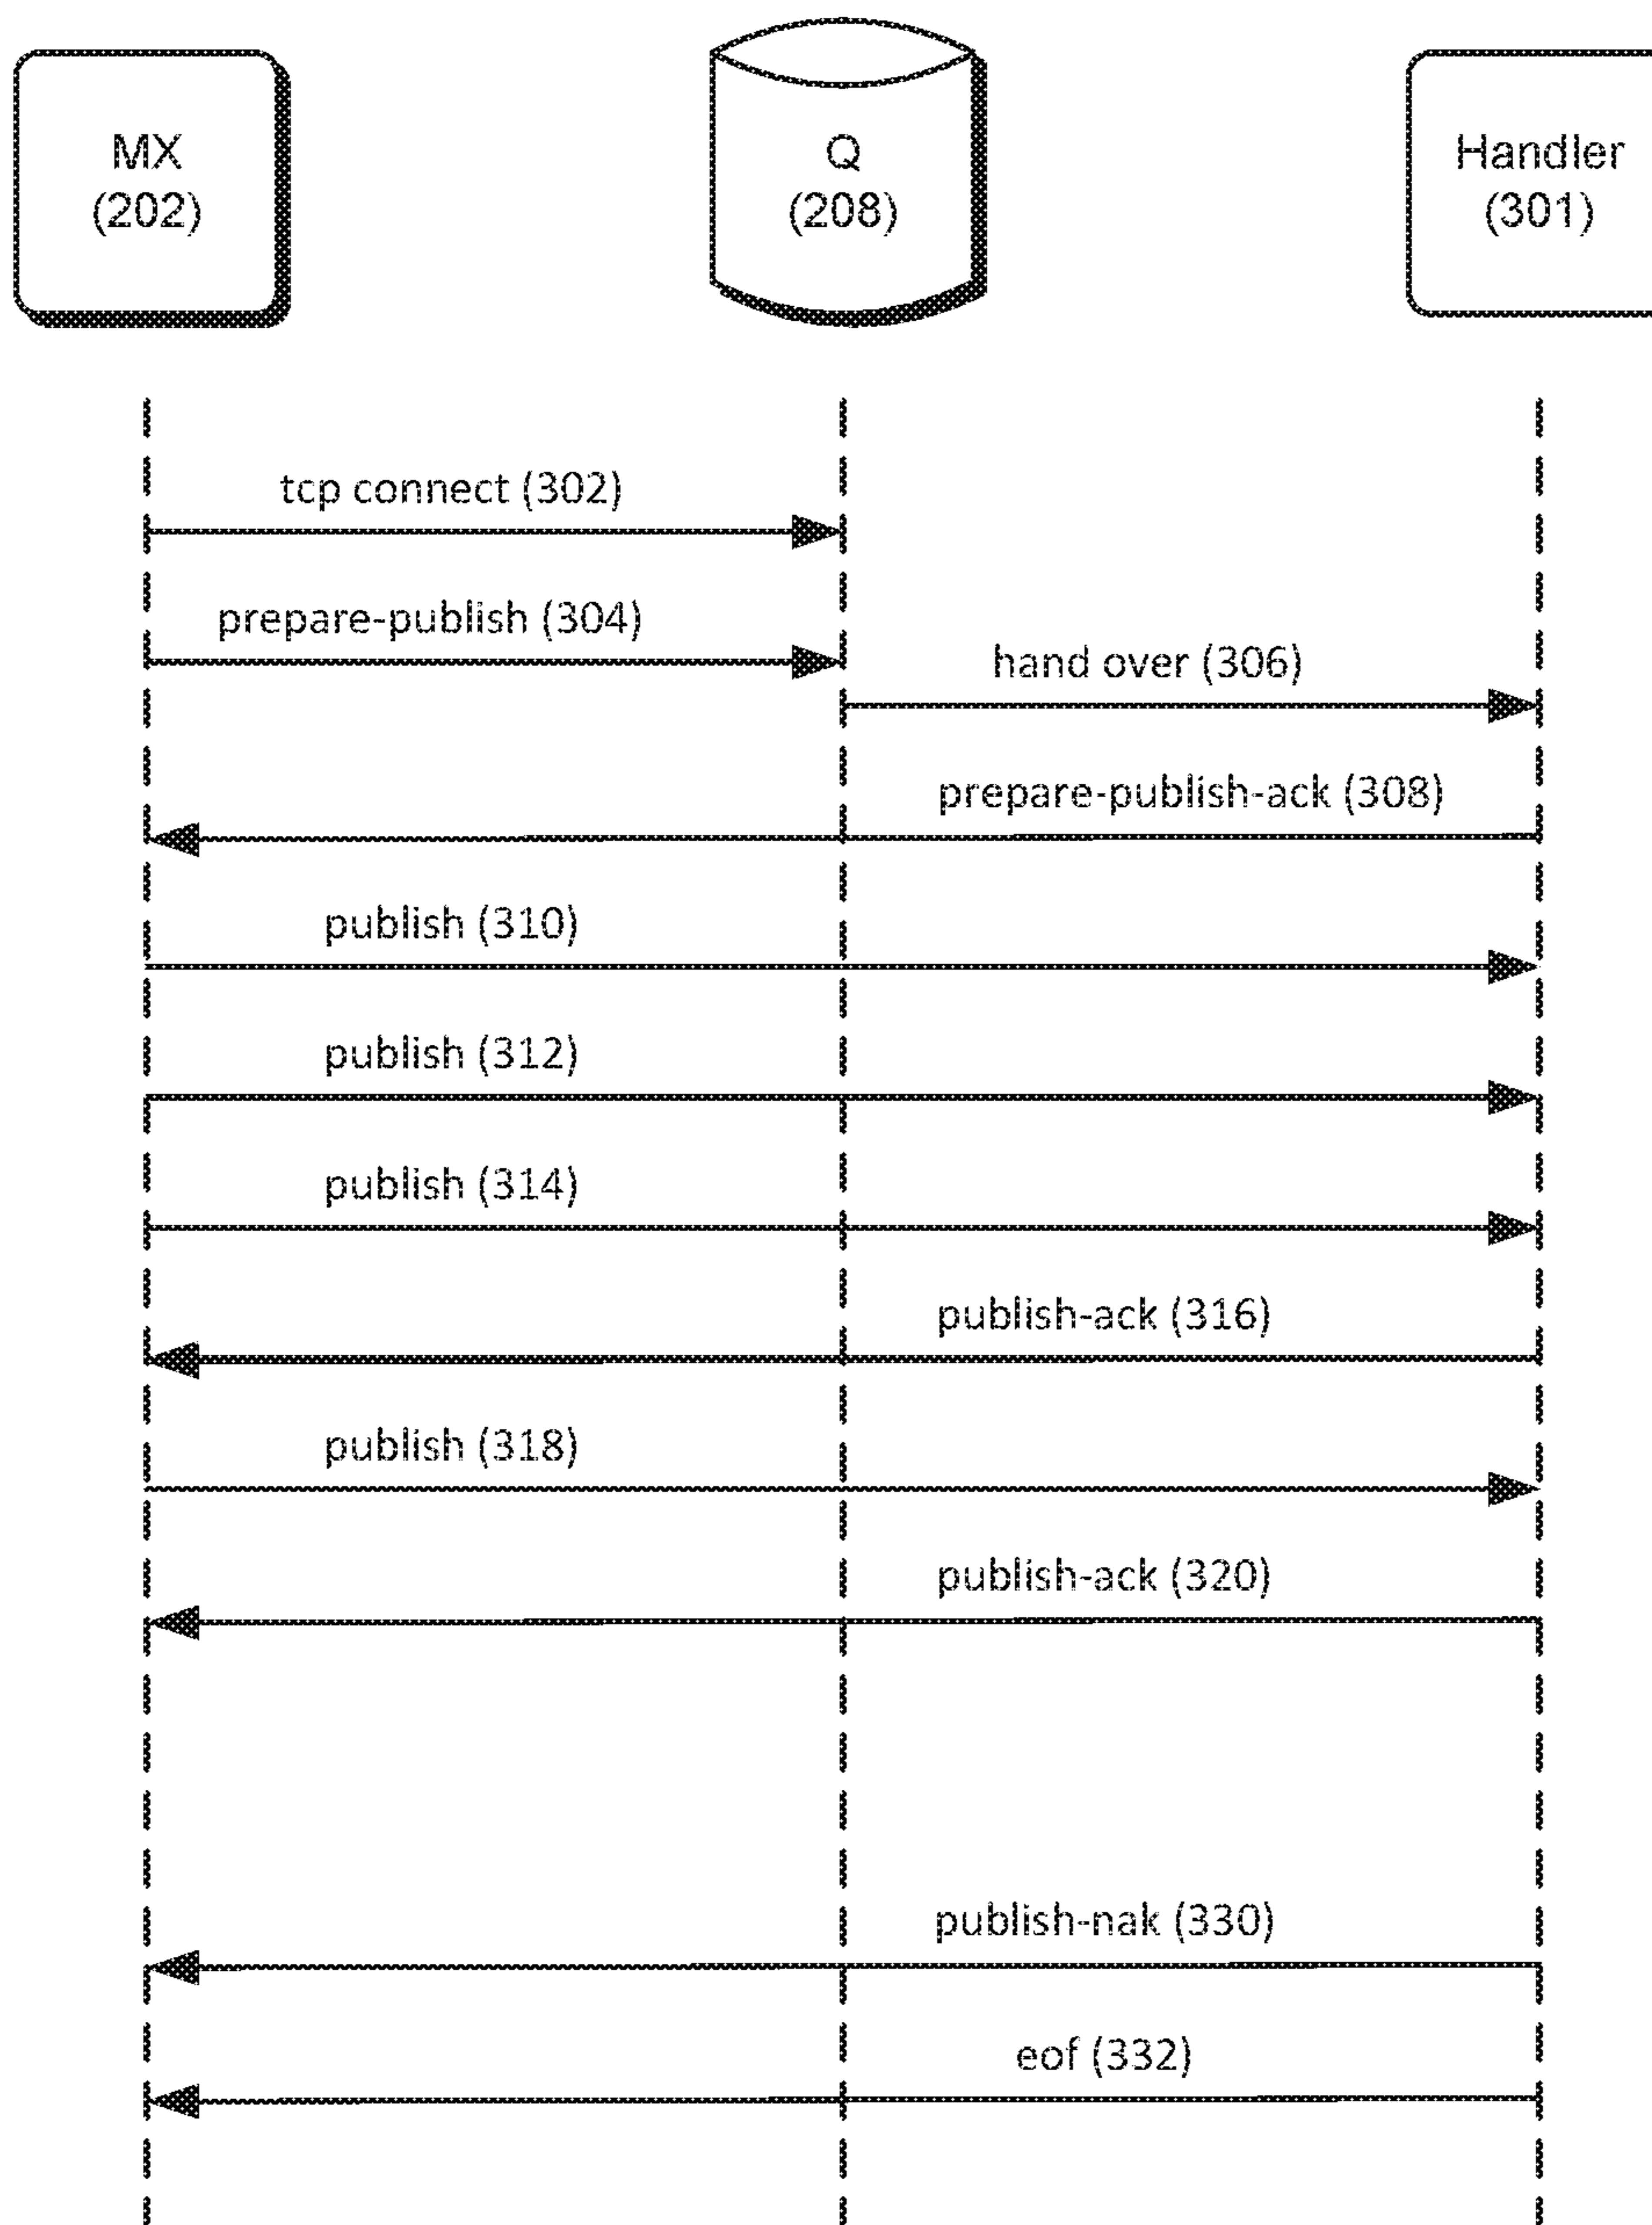 MX
(202)
Q
(208)
Handler
(301)
tcp connect (302)
prepare-publish (304)
hand over (306)
prepare-publish-ack (308)
publish (310)
publish (312)
publish (314)
publish-ack (316)
publish (318)
publish-ack (320)
publish-nak (330)
eof (332)